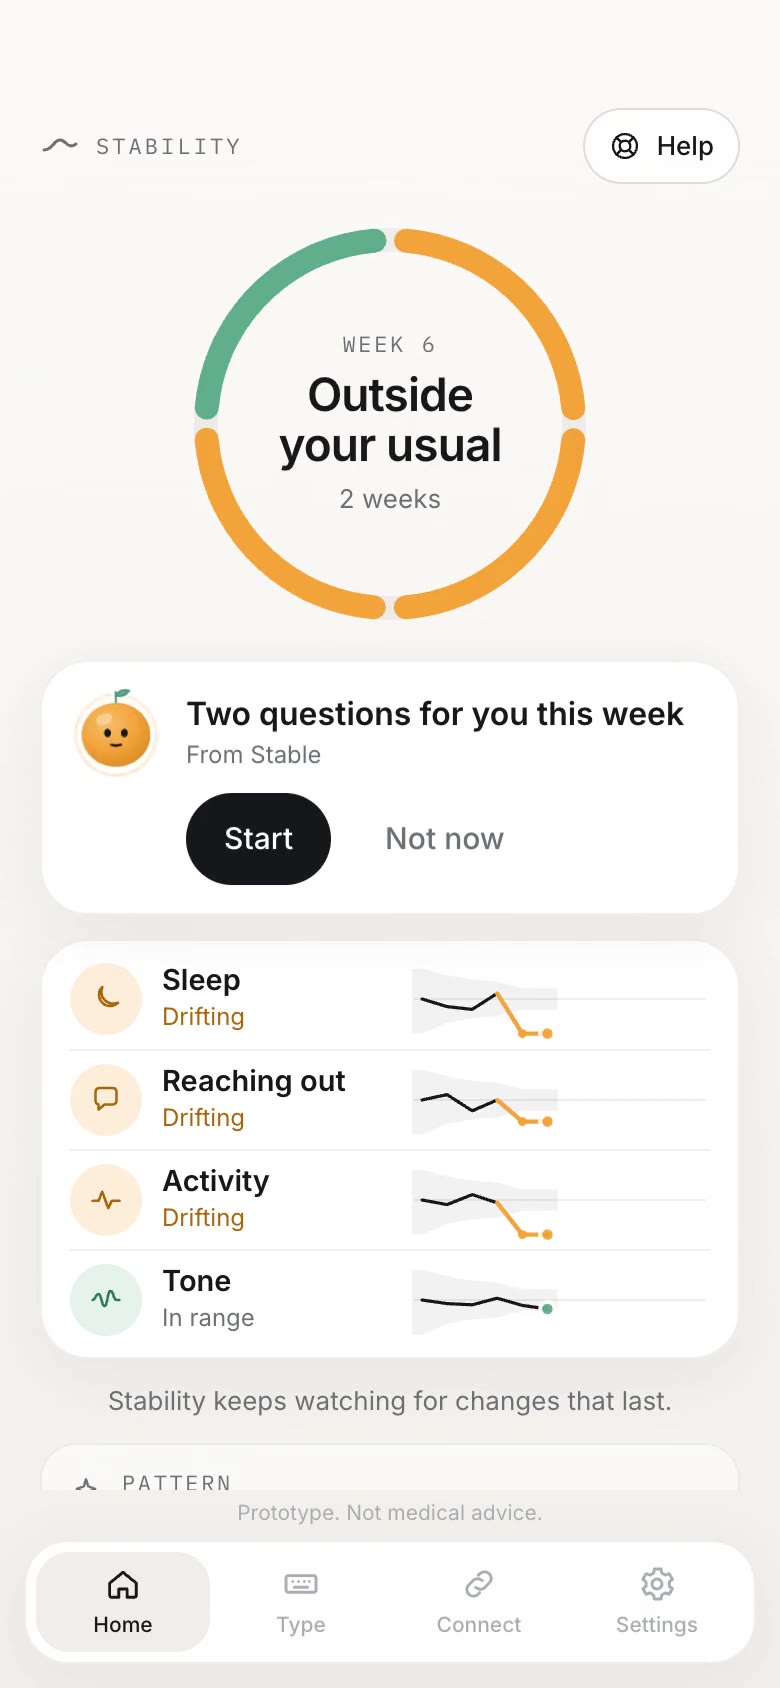 STABILITY
Help
WEEK 6
Outside
your usual
2 weeks
Two questions for you this week
From Stable
Start
Not now
Sleep
Drifting
Reaching out
Drifting
Activity
Drifting
Tone
In range
Stability keeps watching for changes that last.
PATTERN
Prototype. Not medical advice.
Home
Type
Connect
Settings